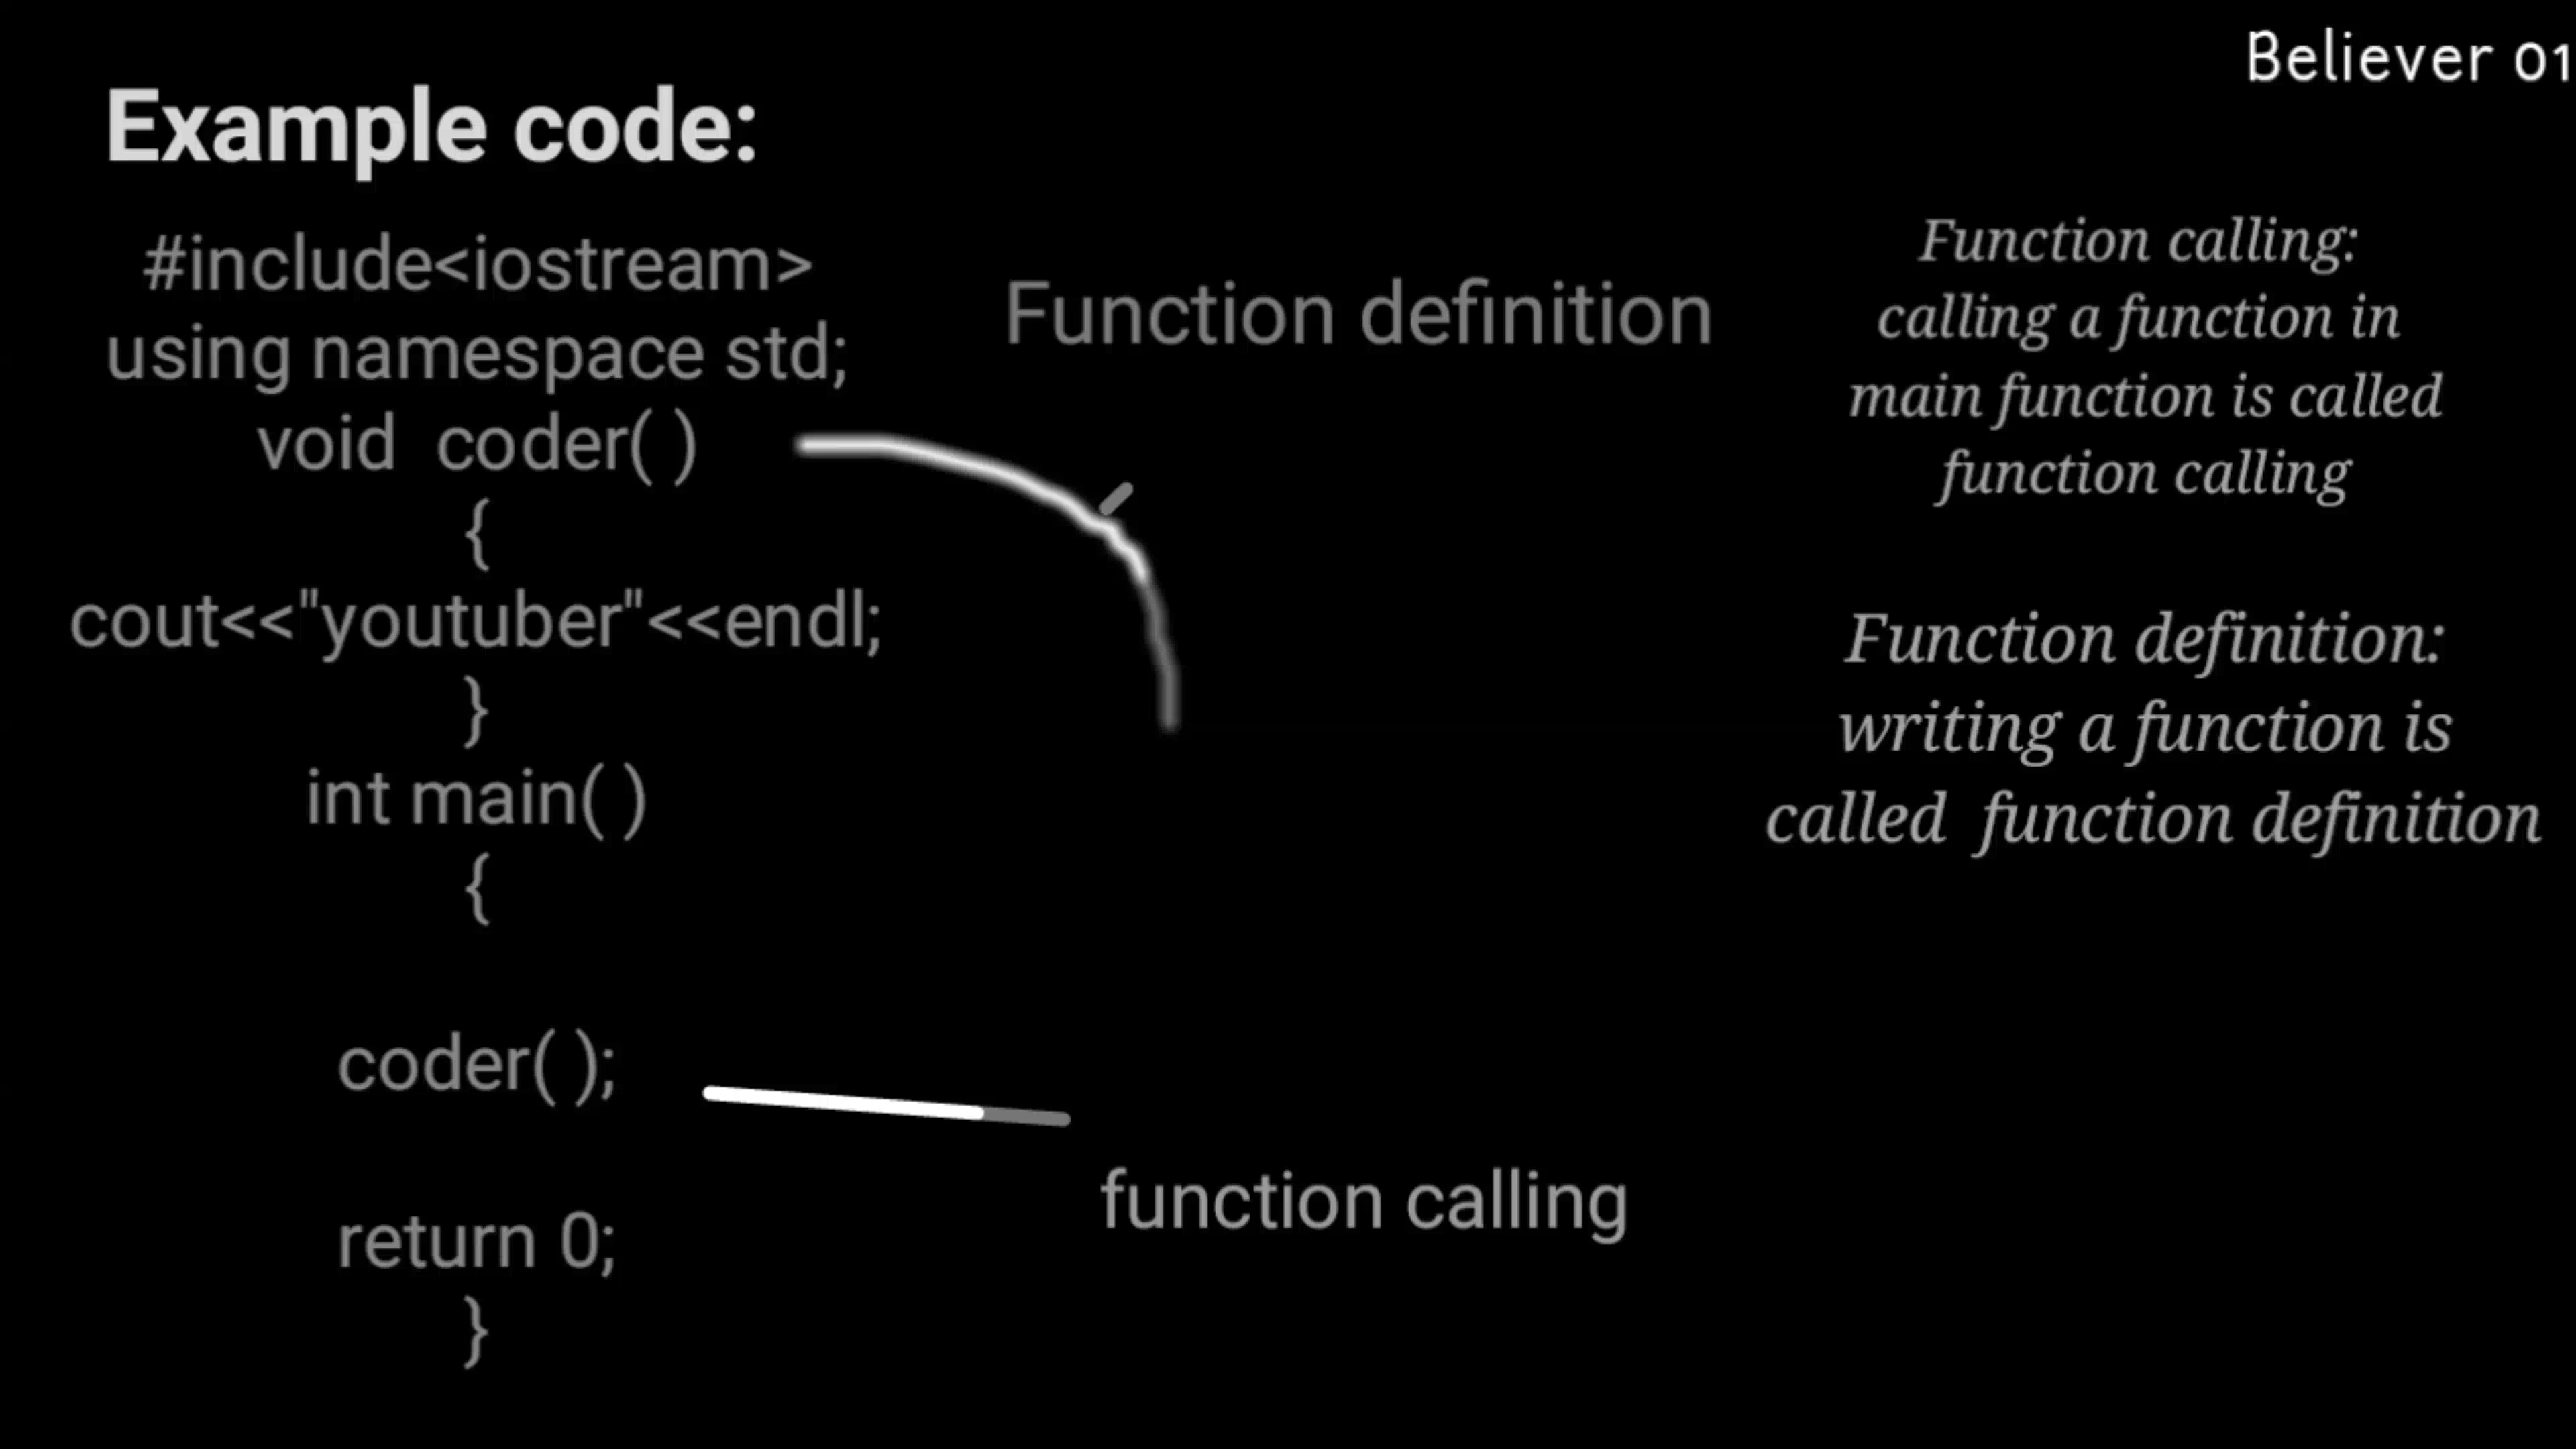 Believer 01
Example code:
#include<iostream>
using namespace std;
void  coder( )
{
cout<<"youtuber"<<endl;
}
int main( )
{
coder( );
return 0;
}
Function definition
function calling
Function calling:
calling a function in
main function is called
function calling
Function definition:
writing a function is
called  function definition